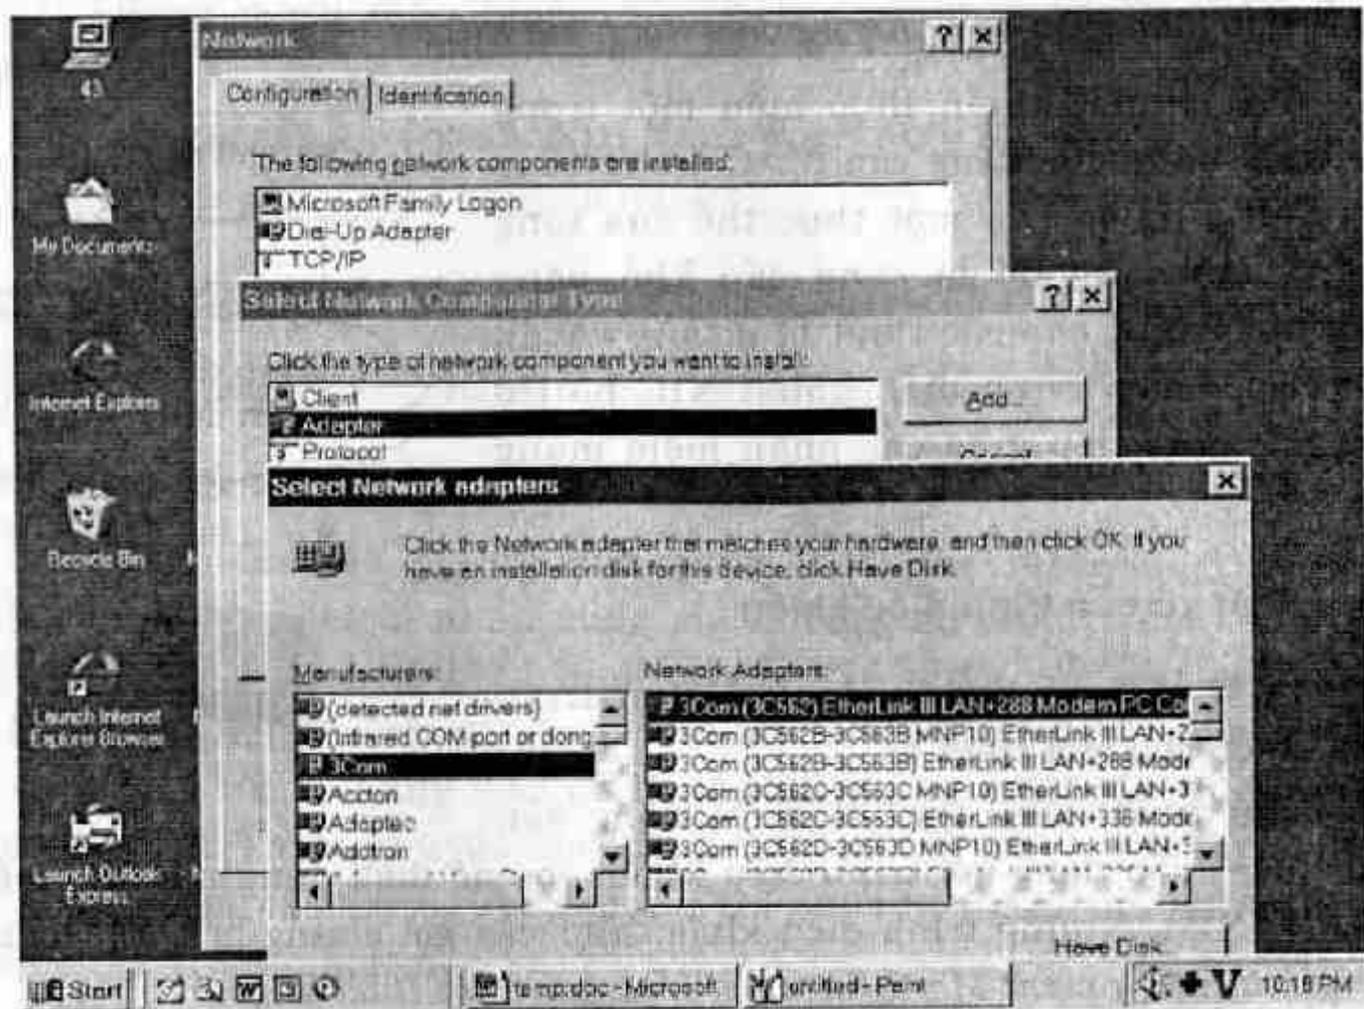 Network
Configuration
Identification
The following network components are installed:
Microsoft Family Logon
Dial-Up Adapter
TCP/IP
Select Network Component Type
Click the type of network component you want to install:
Client
Adapter
Protocol
Add...
Cancel
Select Network adapters
Click the Network adapter that matches your hardware, and then click OK. If you
have an installation disk for this device, click Have Disk.
Manufacturers:
(detected net drivers)
(Infrared COM port or dong
3Com
Accton
Adaptec
Addtron
Network Adapters:
3Com (3C562) EtherLink III LAN+288 Modem PC Ca
3Com (3C562B-3C563B MNP10) EtherLink III LAN+2
3Com (3C562B-3C563B) EtherLink III LAN+288 Mode
3Com (3C562C-3C563C MNP10) EtherLink III LAN+3
3Com (3C562C-3C563C) EtherLink III LAN+336 Mode
3Com (3C562D-3C563D MNP10) EtherLink III LAN+3
Have Disk
My Documents
Internet Explorer
Recycle Bin
Launch Internet
Explorer Browser
Launch Outlook
Express
Start
temp.doc - Microsoft
untitled - Paint
10:18 PM